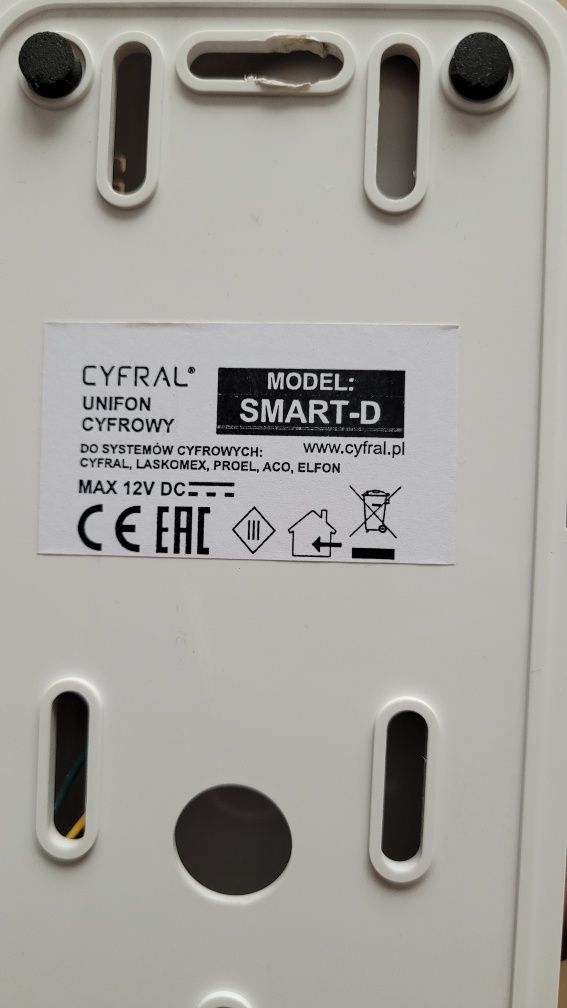 CYFRAL®
UNIFON
CYFROWY
MODEL:
SMART-D
DO SYSTEMÓW CYFROWYCH: www.cyfral.pl
CYFRAL, LASKOMEX, PROEL, ACO, ELFON
MAX 12V DC
CE EAC III